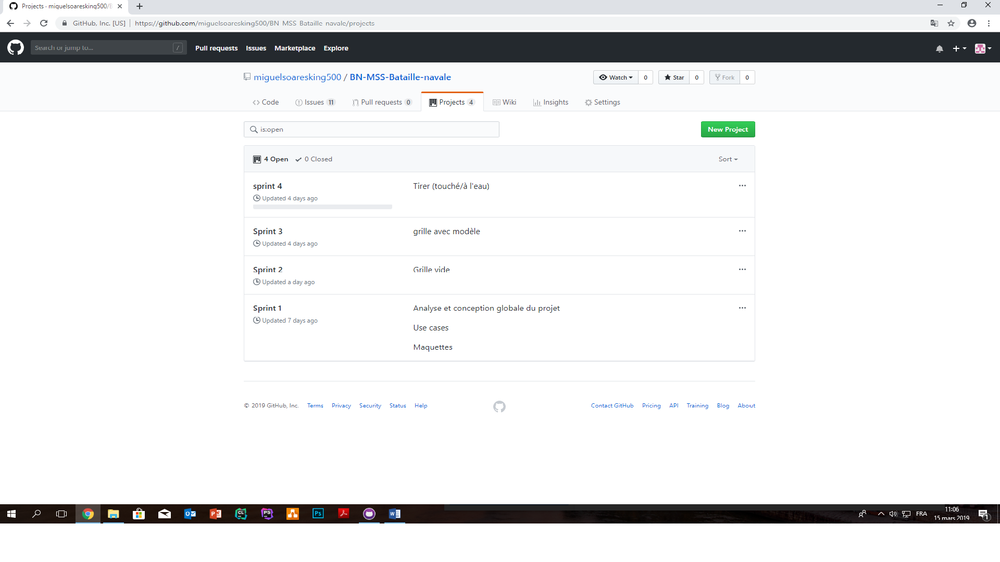 Projects · miguelsoaresking500/B
GitHub, Inc. [US] | https://github.com/miguelsoaresking500/BN-MSS-Bataille-navale/projects
Search or jump to... /
Pull requests Issues Marketplace Explore
miguelsoaresking500 / BN-MSS-Bataille-navale
Watch 0 Star 0 Fork 0
Code Issues 11 Pull requests 0 Projects 4 Wiki Insights Settings
is:open
New Project
4 Open 0 Closed Sort
sprint 4 Tirer (touché/à l'eau)
Updated 4 days ago
Sprint 3 grille avec modèle
Updated 4 days ago
Sprint 2 Grille vide
Updated a day ago
Sprint 1 Analyse et conception globale du projet
Updated 7 days ago
Use cases
Maquettes
© 2019 GitHub, Inc. Terms Privacy Security Status Help Contact GitHub Pricing API Training Blog About
FRA
11:06
15 mars 2019
1